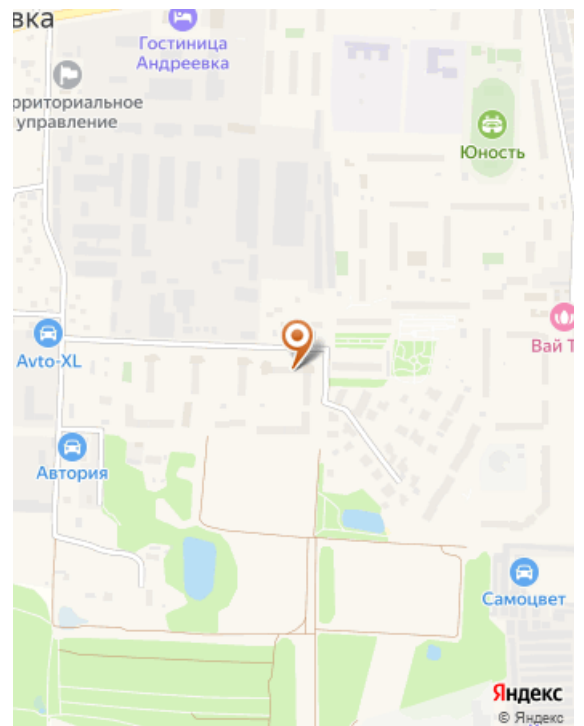 вка
Гостиница
Андреевка
рриториальное
управление
Юность
Avto-XL
Вай Т
Автория
Самоцвет
Яндекс
© Яндекс